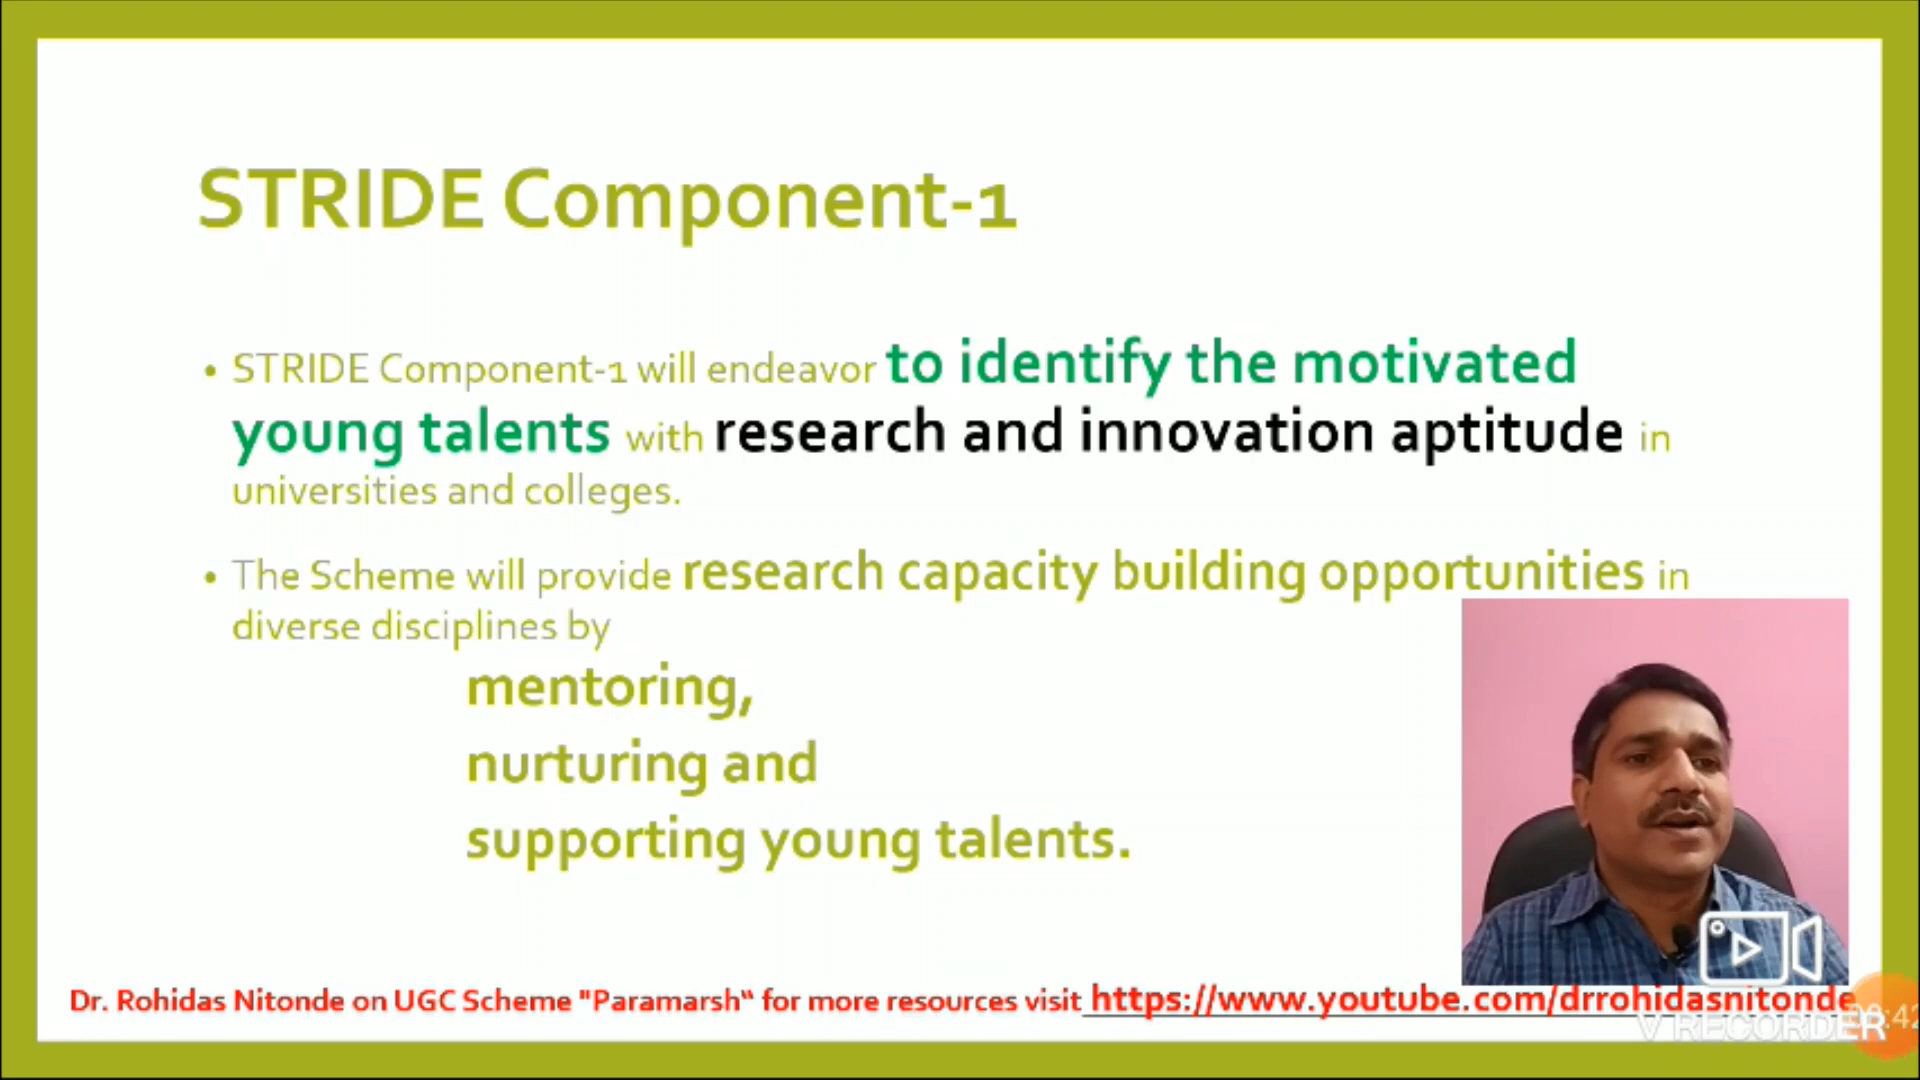 STRIDE Component-1
• STRIDE Component-1 will endeavor to identify the motivated
young talents with research and innovation aptitude in
universities and colleges.
• The Scheme will provide research capacity building opportunities in
diverse disciplines by
mentoring,
nurturing and
supporting young talents.
Dr. Rohidas Nitonde on UGC Scheme "Paramarsh“ for more resources visit https://www.youtube.com/drrohidasnitonde
V RECORDER